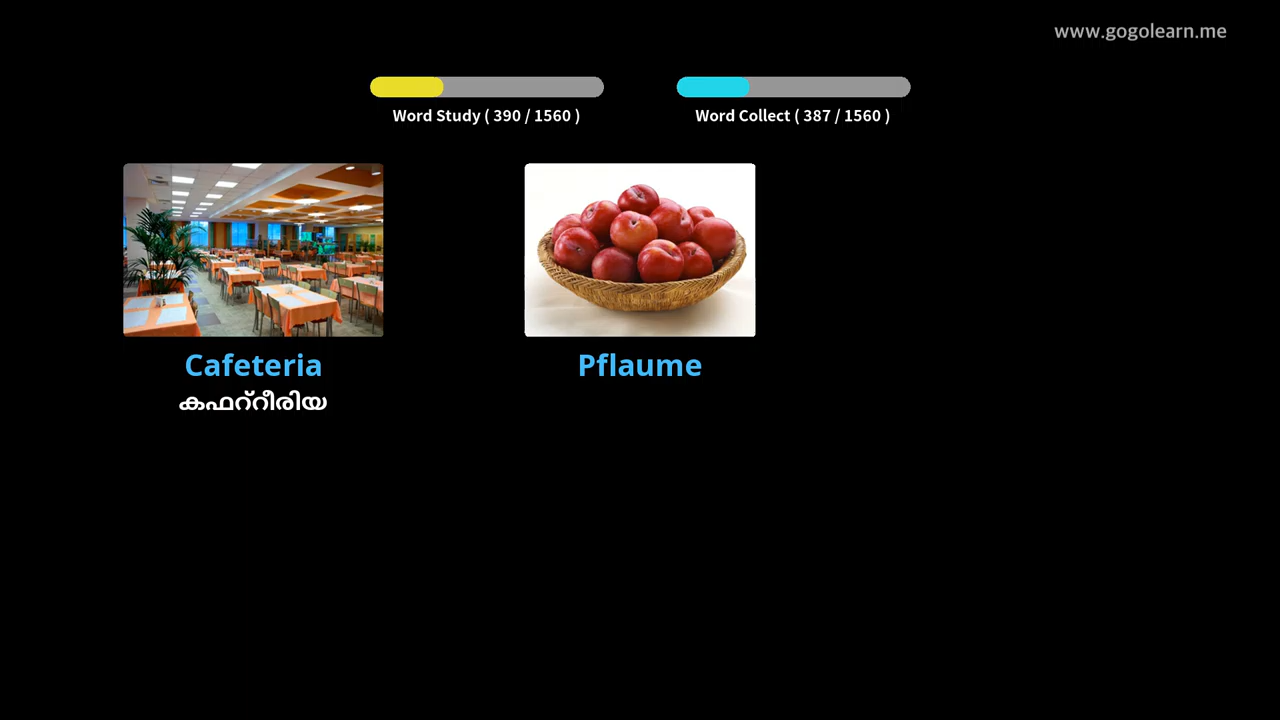 www.gogolearn.me
Word Study ( 390 / 1560 )
Word Collect ( 387 / 1560 )
Cafeteria
കഫറ്റീരിയ
Pflaume